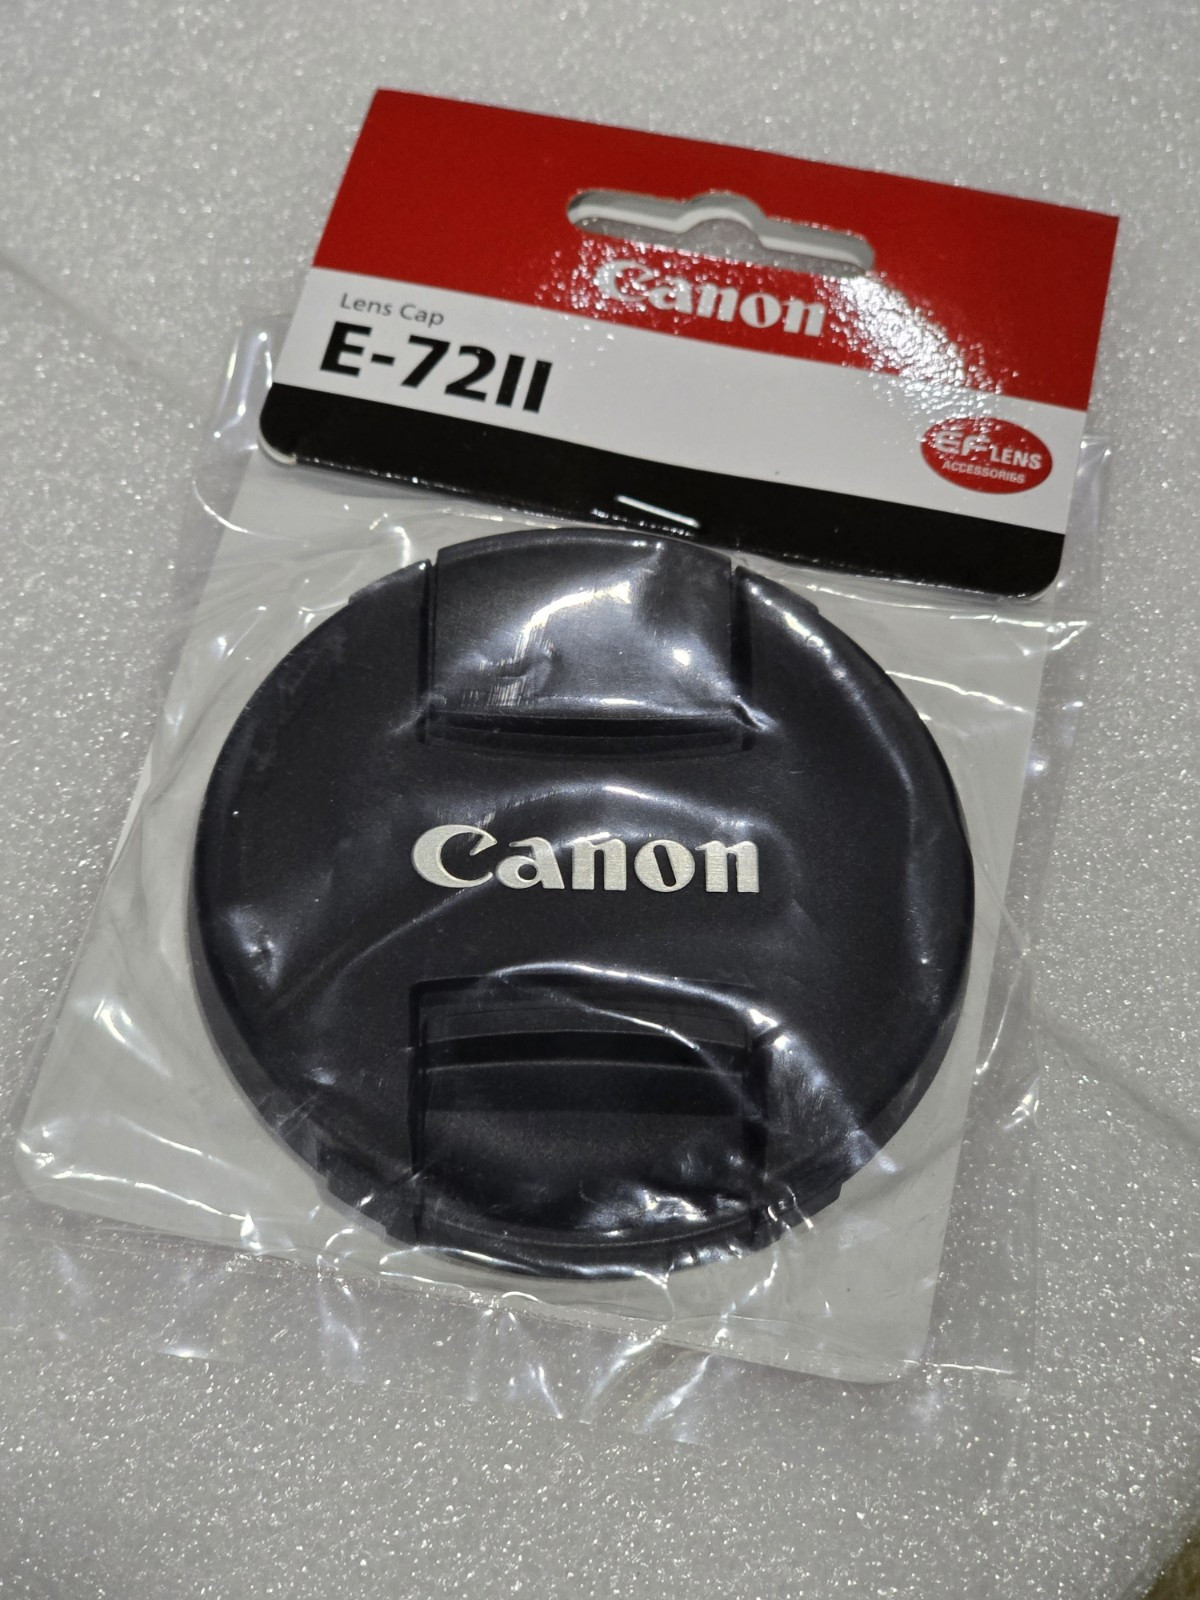 Canon
Lens Cap
E-72II
EF LENS
ACCESSORIES
Canon